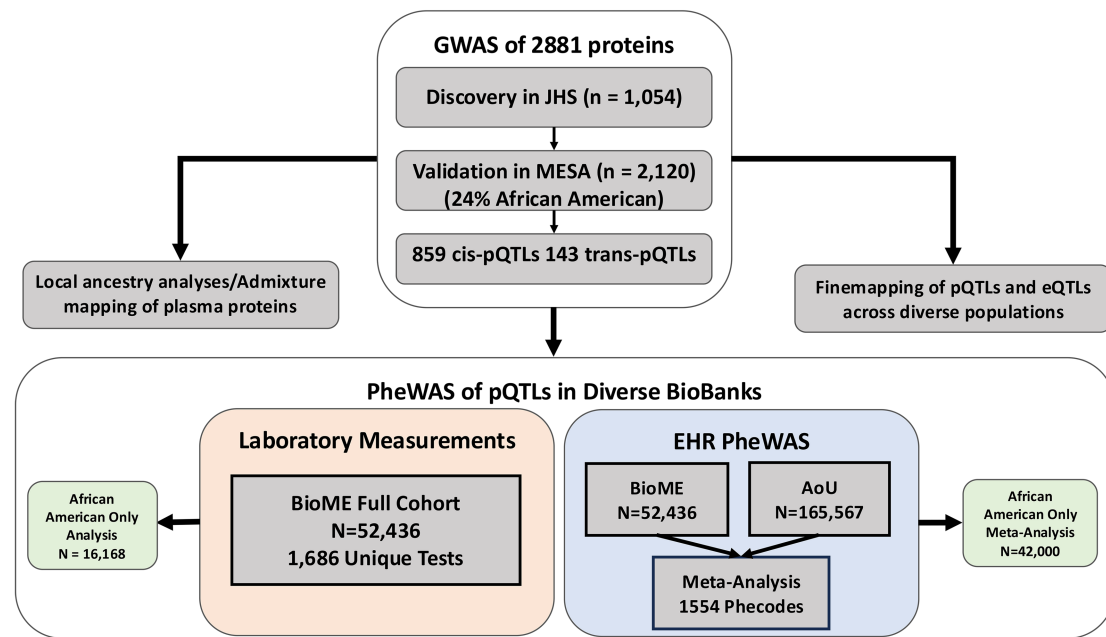 GWAS of 2881 proteins
Discovery in JHS (n = 1,054)
Validation in MESA (n = 2,120)
(24% African American)
859 cis-pQTLs 143 trans-pQTLs
Local ancestry analyses/Admixture
mapping of plasma proteins
Finemapping of pQTLs and eQTLs
across diverse populations
PheWAS of pQTLs in Diverse BioBanks
Laboratory Measurements
BioME Full Cohort
N=52,436
1,686 Unique Tests
African
American Only
Analysis
N = 16,168
EHR PheWAS
BioME
N=52,436
AoU
N=165,567
Meta-Analysis
1554 Phecodes
African
American Only
Meta-Analysis
N=42,000